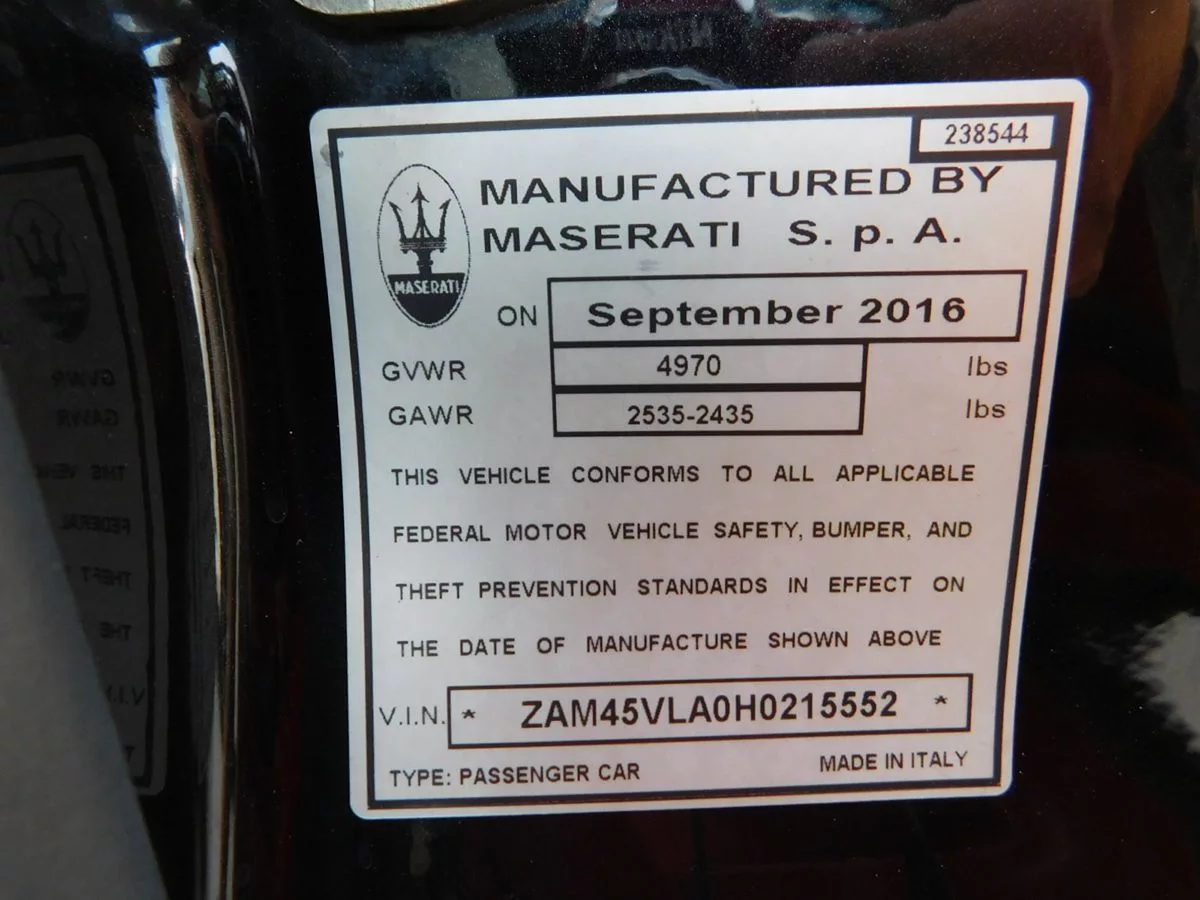 238544
MANUFACTURED BY
MASERATI S. p. A.
MASERATI
ON September 2016
GVWR 4970 lbs
GAWR 2535-2435 lbs
THIS VEHICLE CONFORMS TO ALL APPLICABLE
FEDERAL MOTOR VEHICLE SAFETY, BUMPER, AND
THEFT PREVENTION STANDARDS IN EFFECT ON
THE DATE OF MANUFACTURE SHOWN ABOVE
V.I.N. * ZAM45VLA0H0215552 *
TYPE: PASSENGER CAR MADE IN ITALY